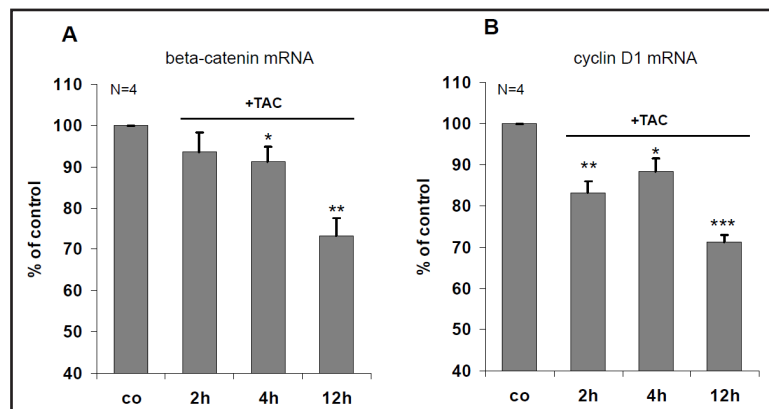 A
beta-catenin mRNA
N=4
+TAC
*
**
% of control
110
100
90
80
70
60
50
40
co 2h 4h 12h
B
cyclin D1 mRNA
N=4
+TAC
**
*
***
% of control
110
100
90
80
70
60
50
40
co 2h 4h 12h